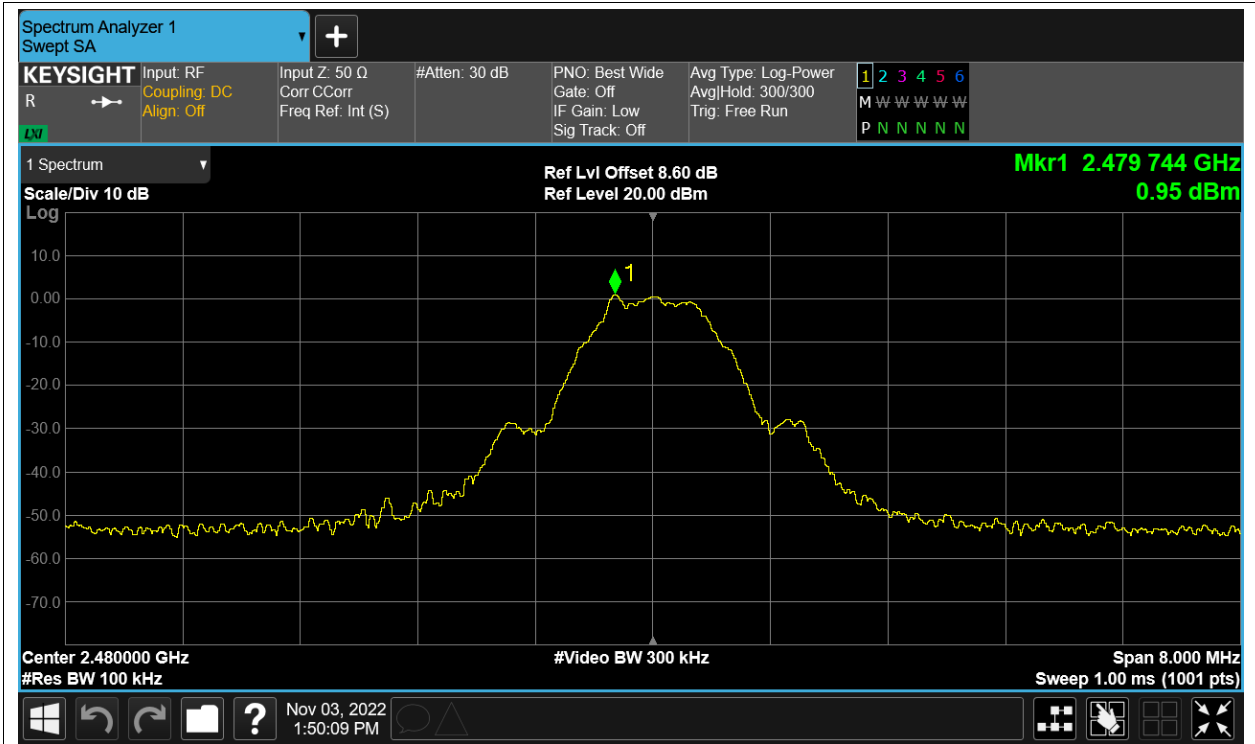 Spectrum Analyzer 1
Swept SA
KEYSIGHT
R
LXI
Input: RF
Coupling: DC
Align: Off
Input Z: 50 Ω
Corr CCorr
Freq Ref: Int (S)
#Atten: 30 dB
PNO: Best Wide
Gate: Off
IF Gain: Low
Sig Track: Off
Avg Type: Log-Power
Avg|Hold: 300/300
Trig: Free Run
1 2 3 4 5 6
M W W W W W
P N N N N N
1 Spectrum
Scale/Div 10 dB
Log
Ref Lvl Offset 8.60 dB
Ref Level 20.00 dBm
Mkr1 2.479 744 GHz
0.95 dBm
1
10.0
0.00
-10.0
-20.0
-30.0
-40.0
-50.0
-60.0
-70.0
Center 2.480000 GHz
#Res BW 100 kHz
#Video BW 300 kHz
Span 8.000 MHz
Sweep 1.00 ms (1001 pts)
?
Nov 03, 2022
1:50:09 PM